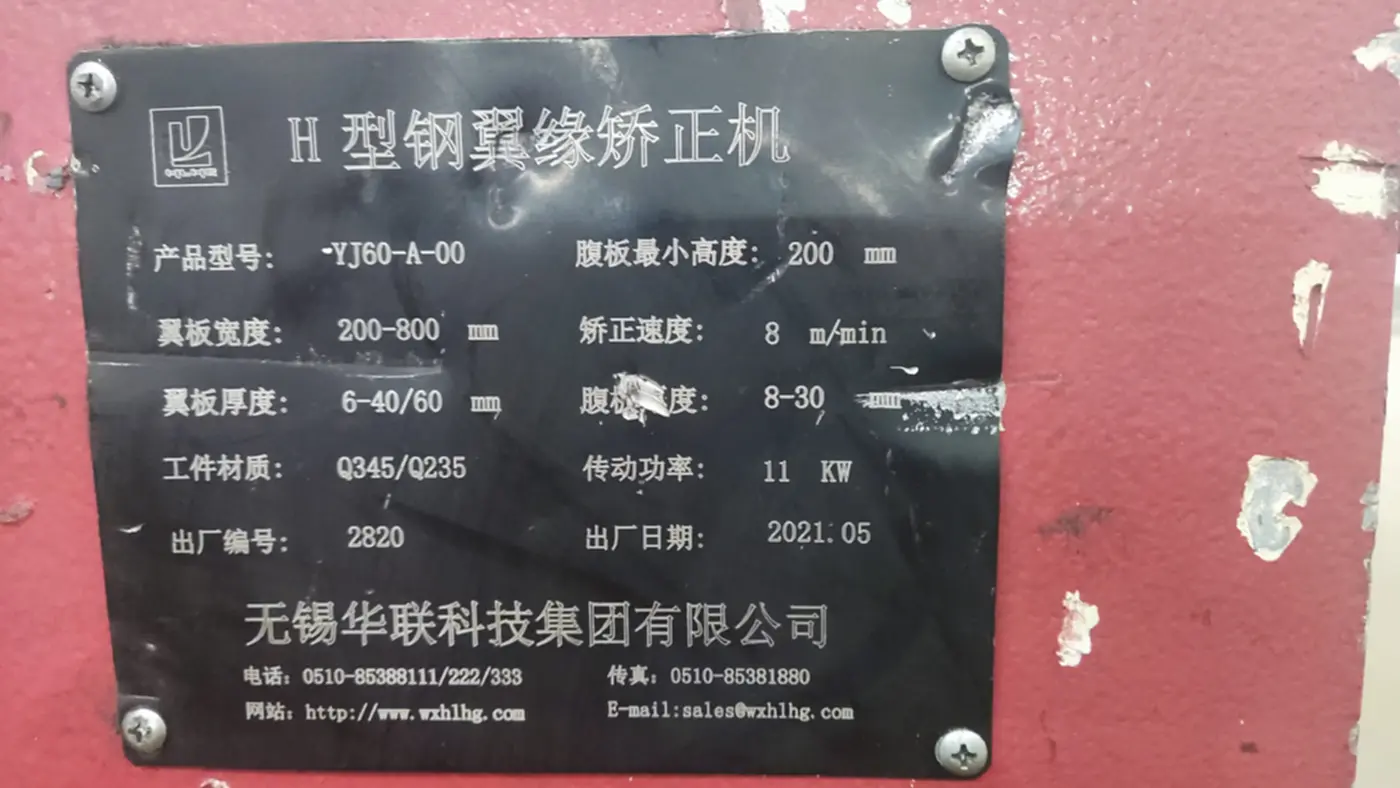 H 型钢翼缘矫正机
产品型号: YJ60-A-00 腹板最小高度: 200 mm
翼板宽度: 200-800 mm 矫正速度: 8 m/min
翼板厚度: 6-40/60 mm 腹 度: 8-30 mm
工件材质: Q345/Q235 传动功率: 11 KW
出厂编号: 2820 出厂日期: 2021.05
无锡华联科技集团有限公司
电话: 0510-85388111/222/333 传真: 0510-85381880
网站: http://www.wxhlhg.com E-mail:sales@wxhlhg.com